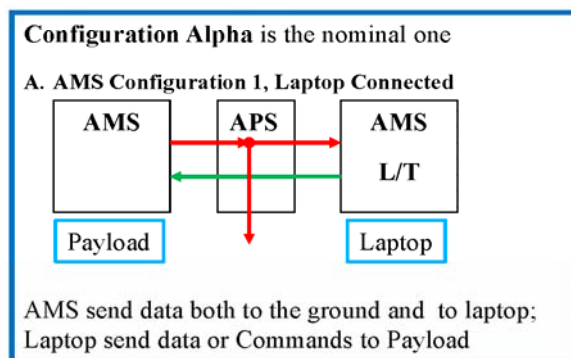 Configuration Alpha is the nominal one
A. AMS Configuration 1, Laptop Connected
AMS APS AMS
L/T
Payload Laptop
AMS send data both to the ground and to laptop;
Laptop send data or Commands to Payload